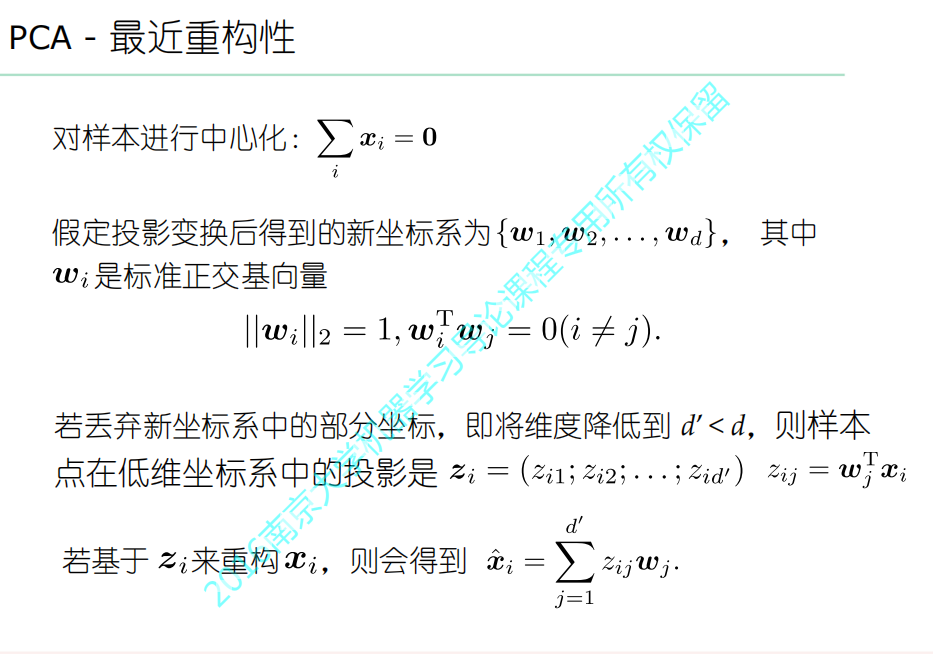 PCA - 最近重构性
对样本进行中心化: $\sum_i \boldsymbol{x}_i = \boldsymbol{0}$
假定投影变换后得到的新坐标系为 $\{\boldsymbol{w}_1, \boldsymbol{w}_2, \ldots, \boldsymbol{w}_d\}$， 其中
$\boldsymbol{w}_i$ 是标准正交基向量
$||\boldsymbol{w}_i||_2 = 1, \boldsymbol{w}_i^{\mathrm{T}} \boldsymbol{w}_j = 0 (i \neq j).$
若丢弃新坐标系中的部分坐标，即将维度降低到 $d' < d$，则样本
点在低维坐标系中的投影是 $\boldsymbol{z}_i = (z_{i1}; z_{i2}; \ldots; z_{id'})$ $z_{ij} = \boldsymbol{w}_j^{\mathrm{T}} \boldsymbol{x}_i$
若基于 $\boldsymbol{z}_i$ 来重构 $\boldsymbol{x}_i$，则会得到 $\hat{\boldsymbol{x}}_i = \sum_{j=1}^{d'} z_{ij} \boldsymbol{w}_j.$
2016南京大学机器学习导论课程专用所有权保留